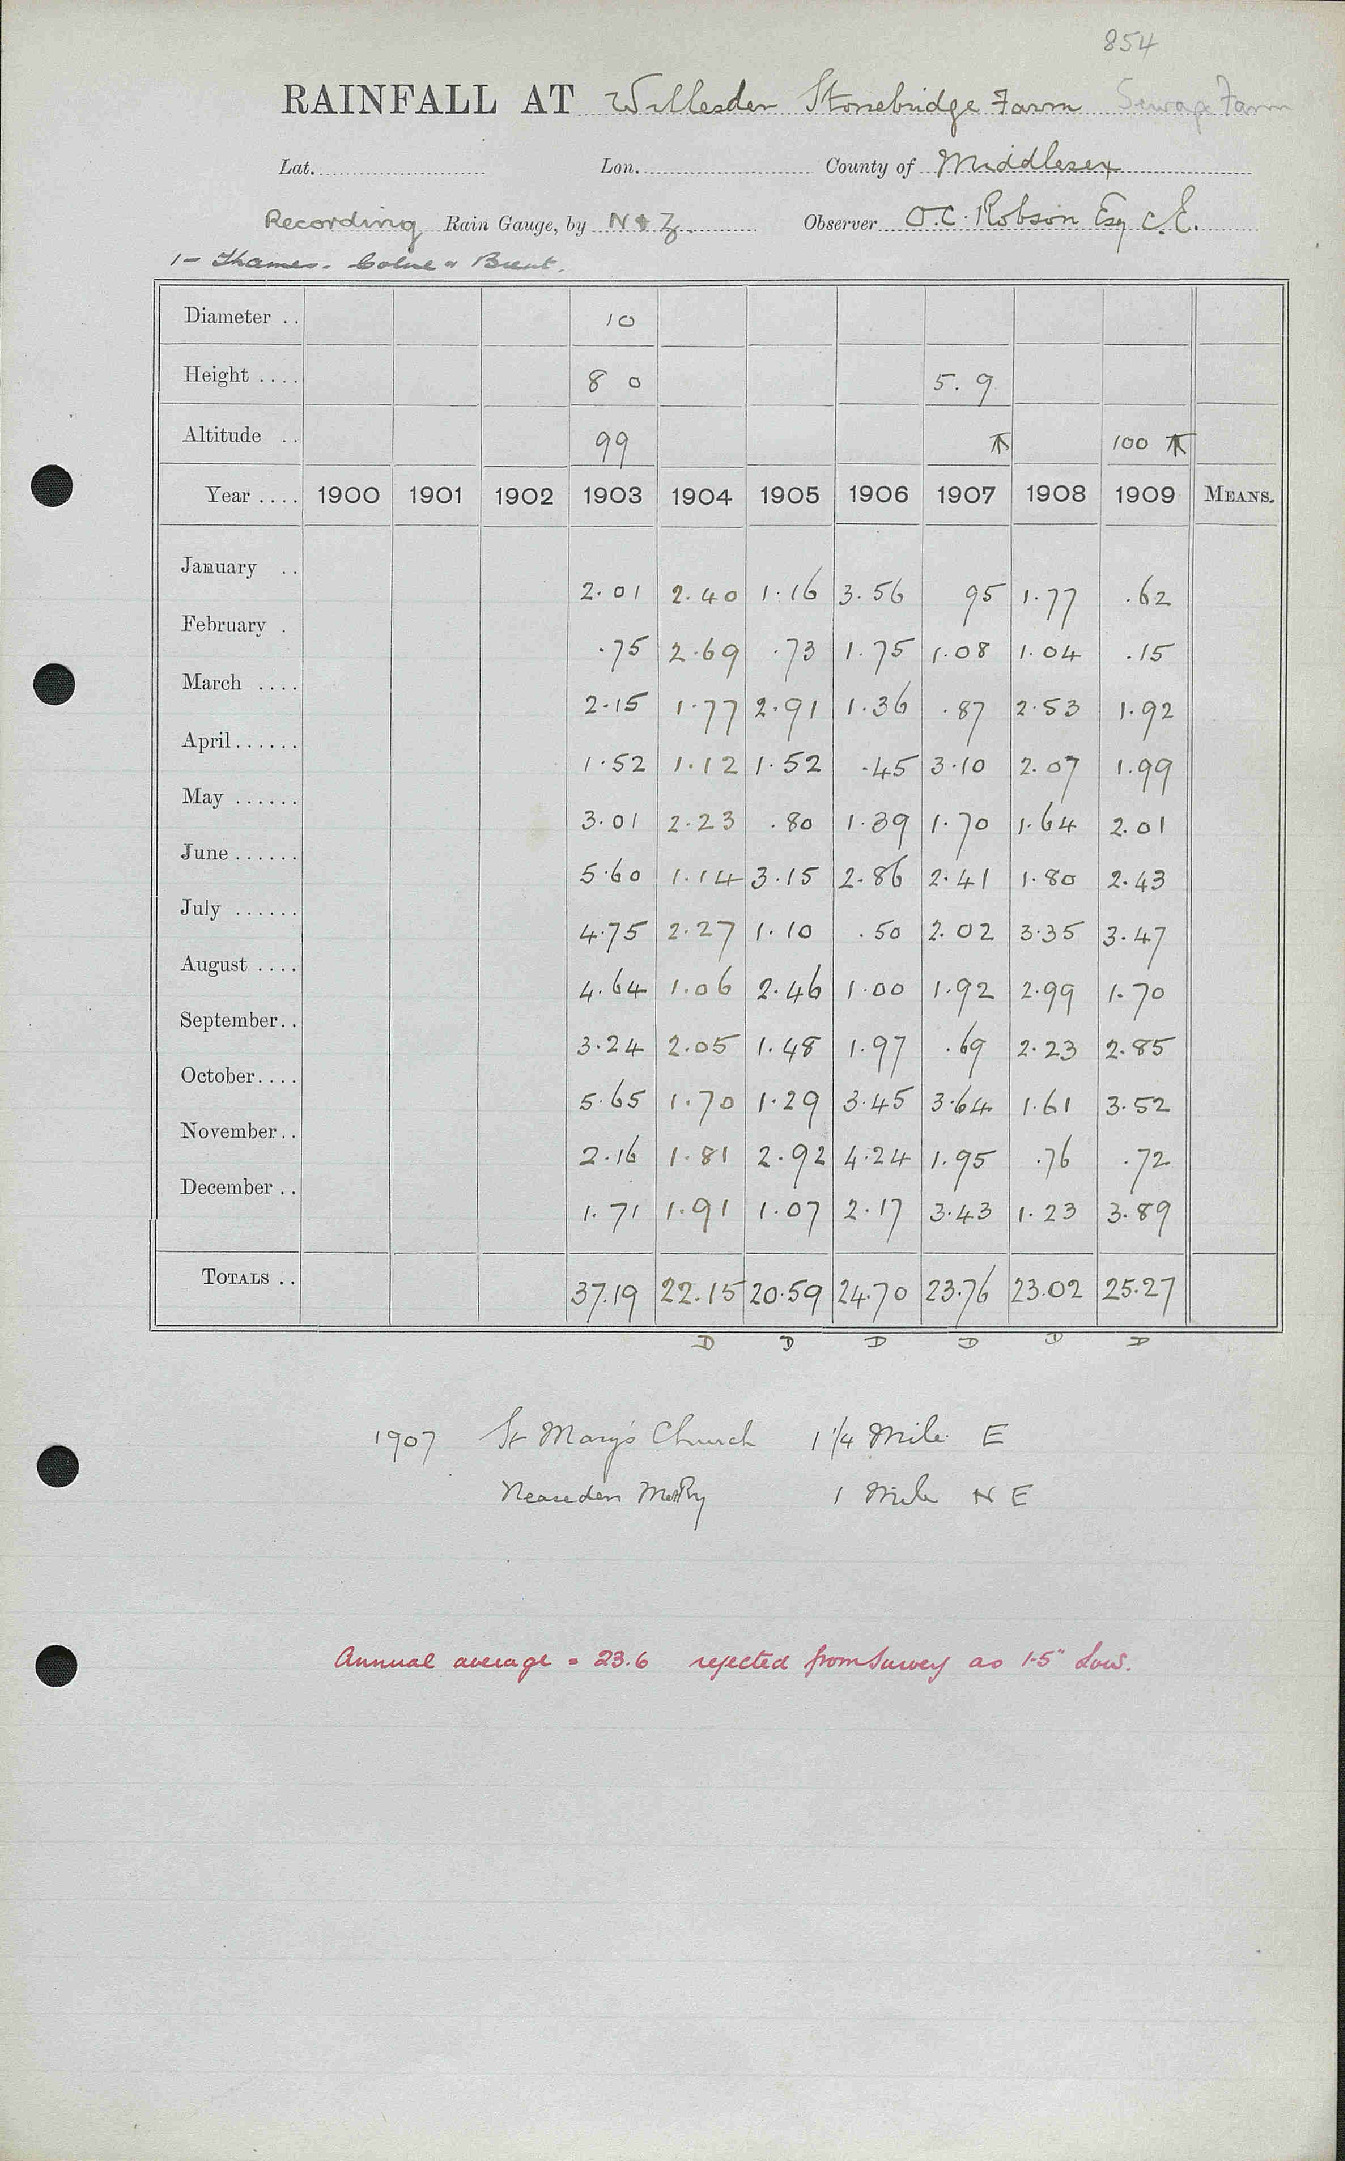 854
RAINFALL AT Willesden Stonebridge Farm Sewage Farm
Lat. Lon. County of Middlesex
Recording Rain Gauge, by N & Z. Observer O.C. Robson Esq C.E.
1 - Thames. Colne & Brent.
Diameter .. 10
Height .... 8 0 5. 9
Altitude .. 99 100
Year .... 1900 1901 1902 1903 1904 1905 1906 1907 1908 1909 MEANS.
January .. 2.01 2.40 1.16 3.56 95 1.77 .62
February . .75 2.69 .73 1.75 1.08 1.04 .15
March .... 2.15 1.77 2.91 1.36 .87 2.53 1.92
April...... 1.52 1.12 1.52 .45 3.10 2.07 1.99
May ...... 3.01 2.23 .80 1.39 1.70 1.64 2.01
June...... 5.60 1.14 3.15 2.86 2.41 1.80 2.43
July ...... 4.75 2.27 1.10 .50 2.02 3.35 3.47
August .... 4.64 1.06 2.46 1.00 1.92 2.99 1.70
September.. 3.24 2.05 1.48 1.97 .69 2.23 2.85
October.... 5.65 1.70 1.29 3.45 3.64 1.61 3.52
November.. 2.16 1.81 2.92 4.24 1.95 .76 .72
December .. 1.71 1.91 1.07 2.17 3.43 1.23 3.89
TOTALS .. 37.19 22.15 20.59 24.70 23.76 23.02 25.27
D D D D D D
1907 St Mary's Church 1 1/4 Mile E
Neasden 1 Mile N E
Annual average = 23.6 rejected from Survey as 1.5" low.